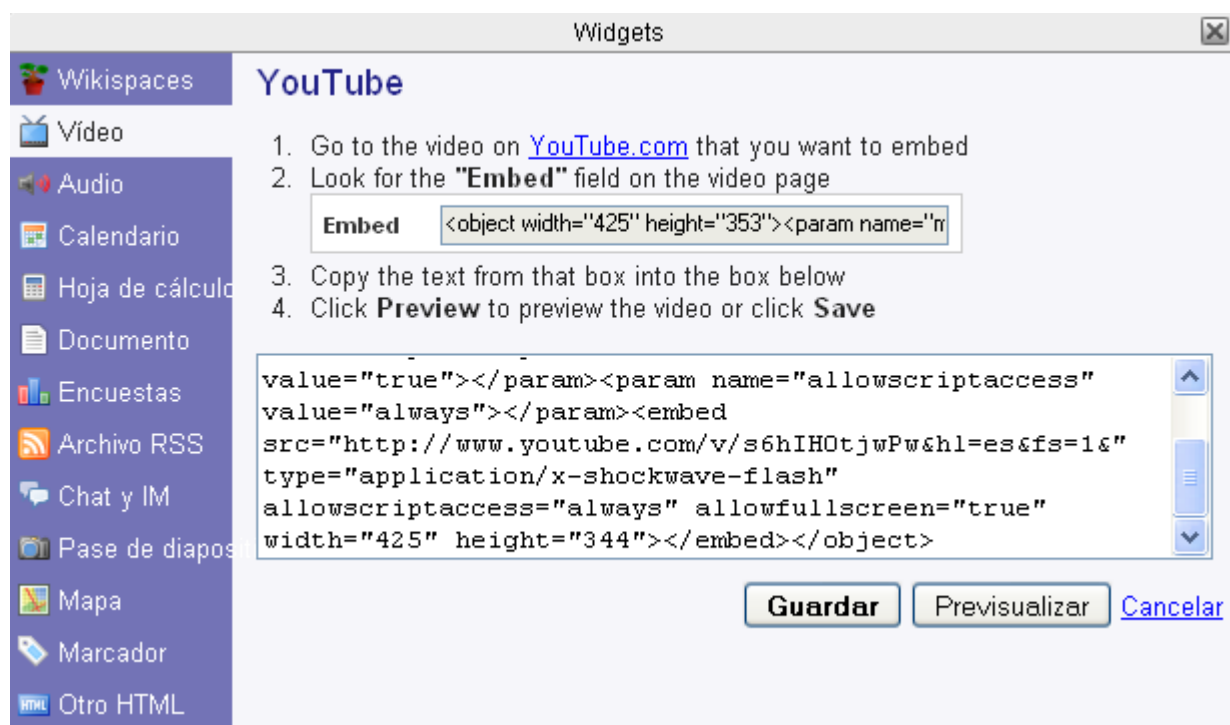 Widgets
Wikispaces
Vídeo
Audio
Calendario
Hoja de cálculo
Documento
Encuestas
Archivo RSS
Chat y IM
Pase de diaposit
Mapa
Marcador
HTML Otro HTML
YouTube
1. Go to the video on YouTube.com that you want to embed
2. Look for the "Embed" field on the video page
Embed <object width="425" height="353"><param name="m
3. Copy the text from that box into the box below
4. Click Preview to preview the video or click Save
value="true"></param><param name="allowscriptaccess"
value="always"></param><embed
src="http://www.youtube.com/v/s6hIHOtjwPw&hl=es&fs=1&"
type="application/x-shockwave-flash"
allowscriptaccess="always" allowfullscreen="true"
width="425" height="344"></embed></object>
Guardar Previsualizar Cancelar